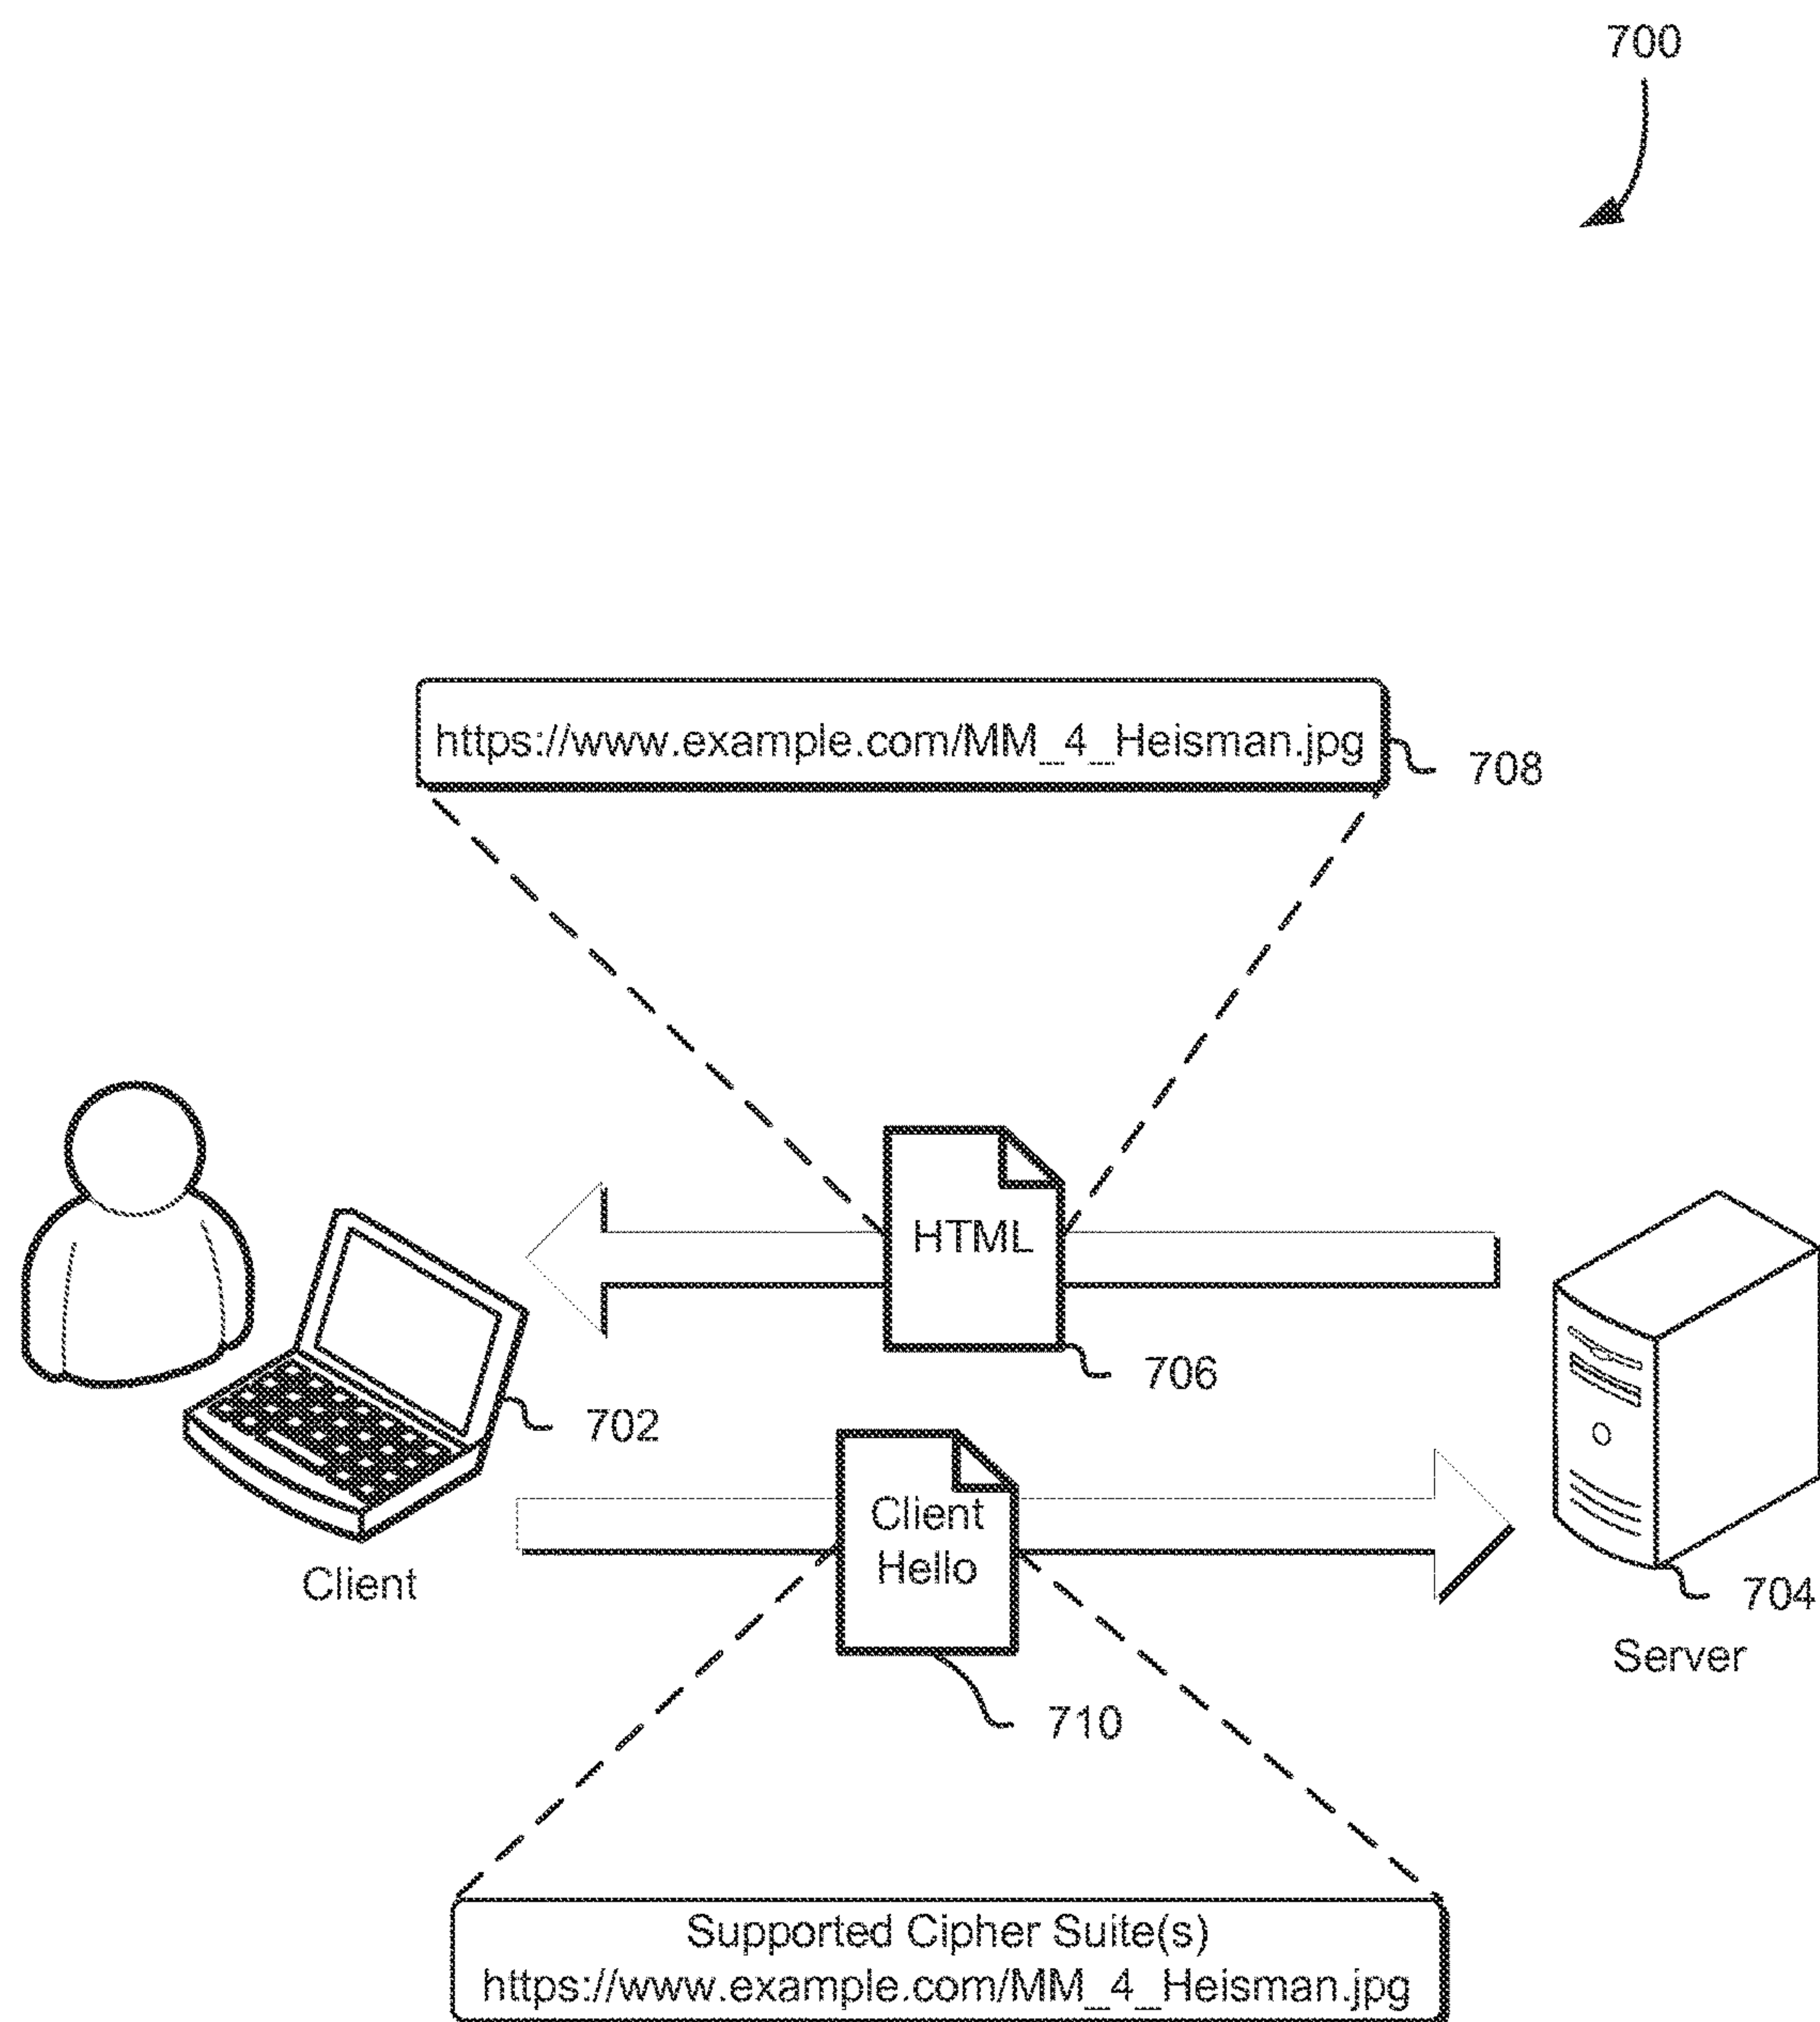 700
https://www.example.com/MM_4_Heisman.jpg
708
HTML
706
702
Client
Hello
Client
704
Server
710
Supported Cipher Suite(s)
https://www.example.com/MM_4_Heisman.jpg